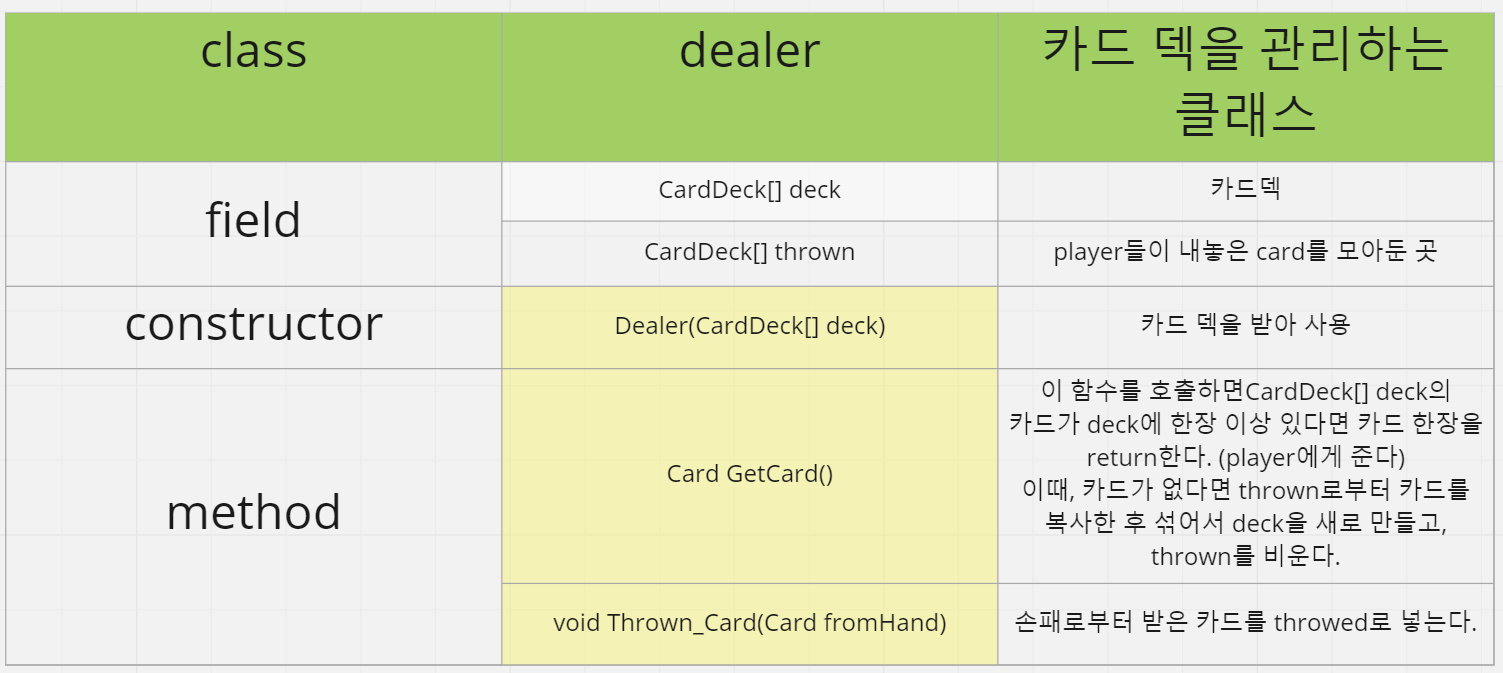 class
dealer
카드 덱을 관리하는
클래스
field
CardDeck[] deck
카드덱
CardDeck[] thrown
player들이 내놓은 card를 모아둔 곳
constructor
Dealer(CardDeck[] deck)
카드 덱을 받아 사용
method
Card GetCard()
이 함수를 호출하면CardDeck[] deck의
카드가 deck에 한장 이상 있다면 카드 한장을
return한다. (player에게 준다)
이때, 카드가 없다면 thrown로부터 카드를
복사한 후 섞어서 deck을 새로 만들고,
thrown를 비운다.
void Thrown_Card(Card fromHand)
손패로부터 받은 카드를 throwed로 넣는다.